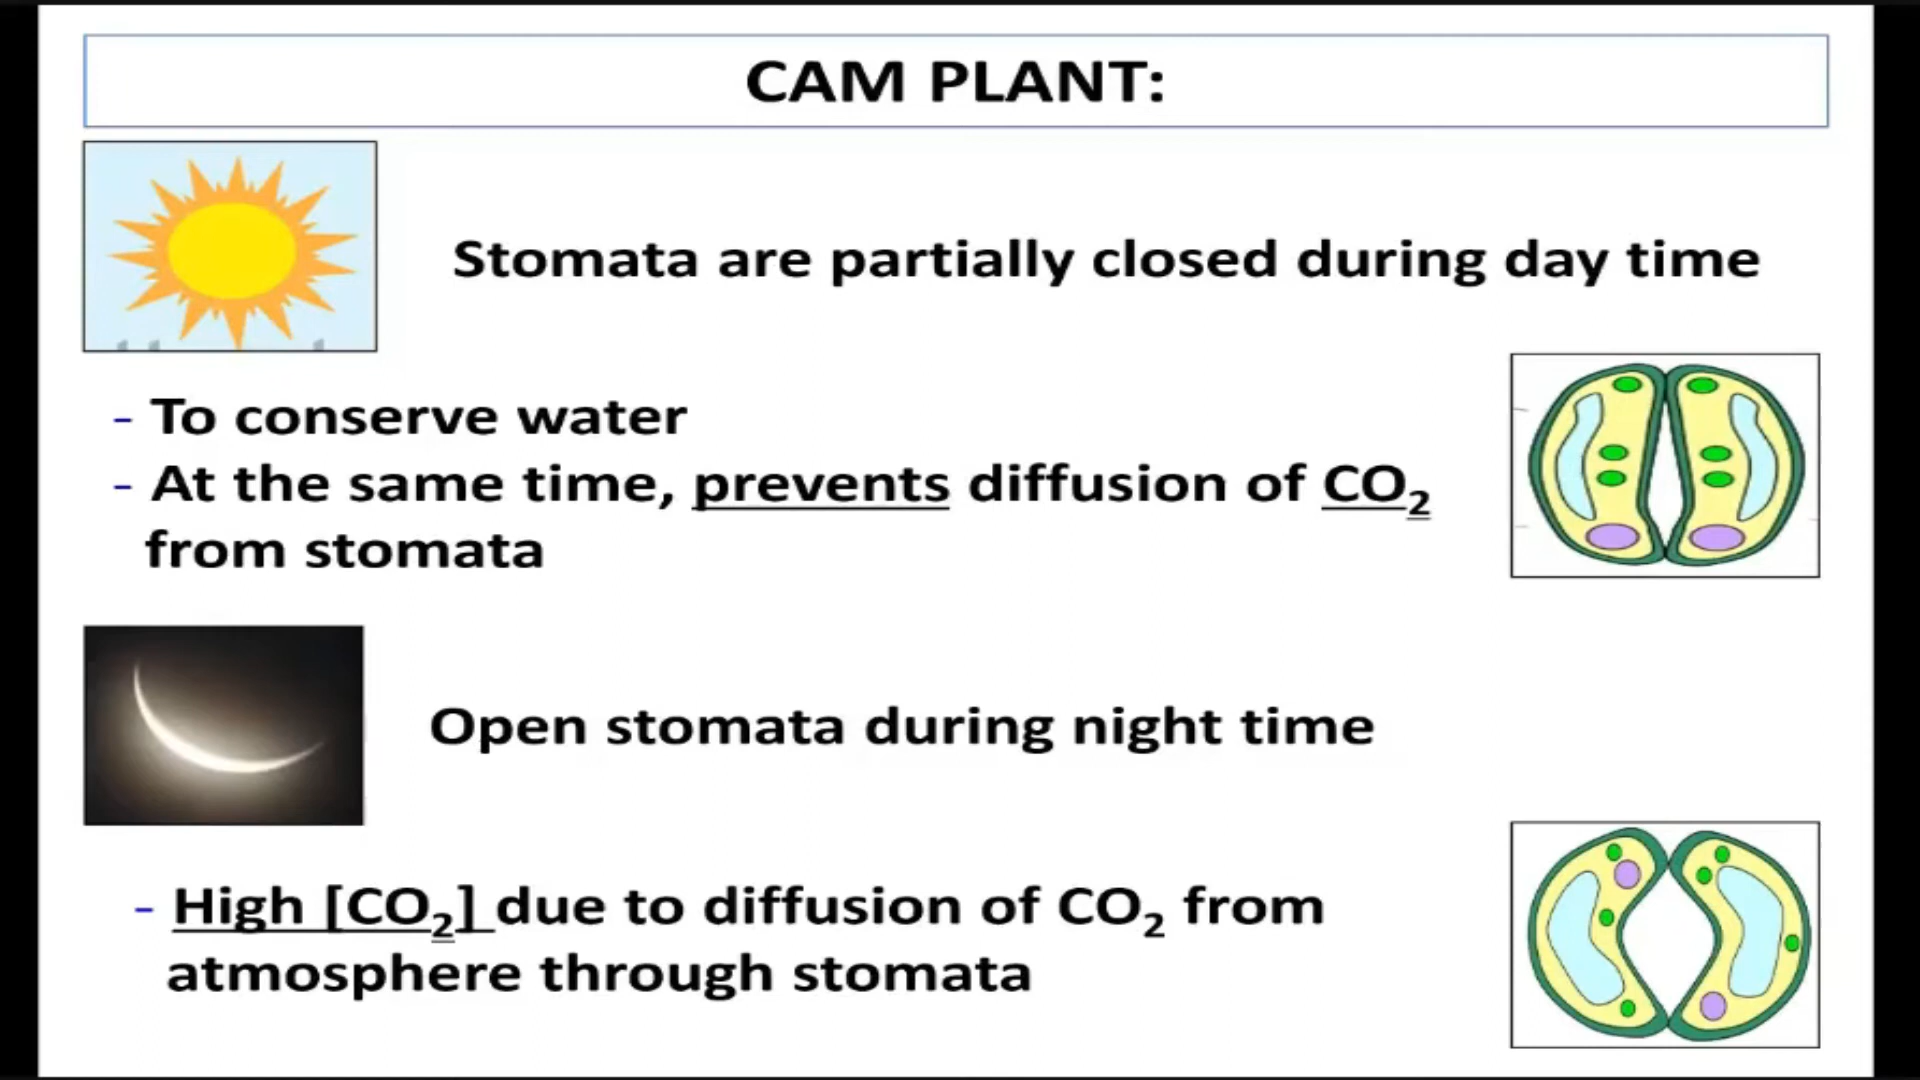 CAM PLANT:
Stomata are partially closed during day time
- To conserve water
- At the same time, prevents diffusion of CO₂
from stomata
Open stomata during night time
- High [CO₂] due to diffusion of CO₂ from
atmosphere through stomata